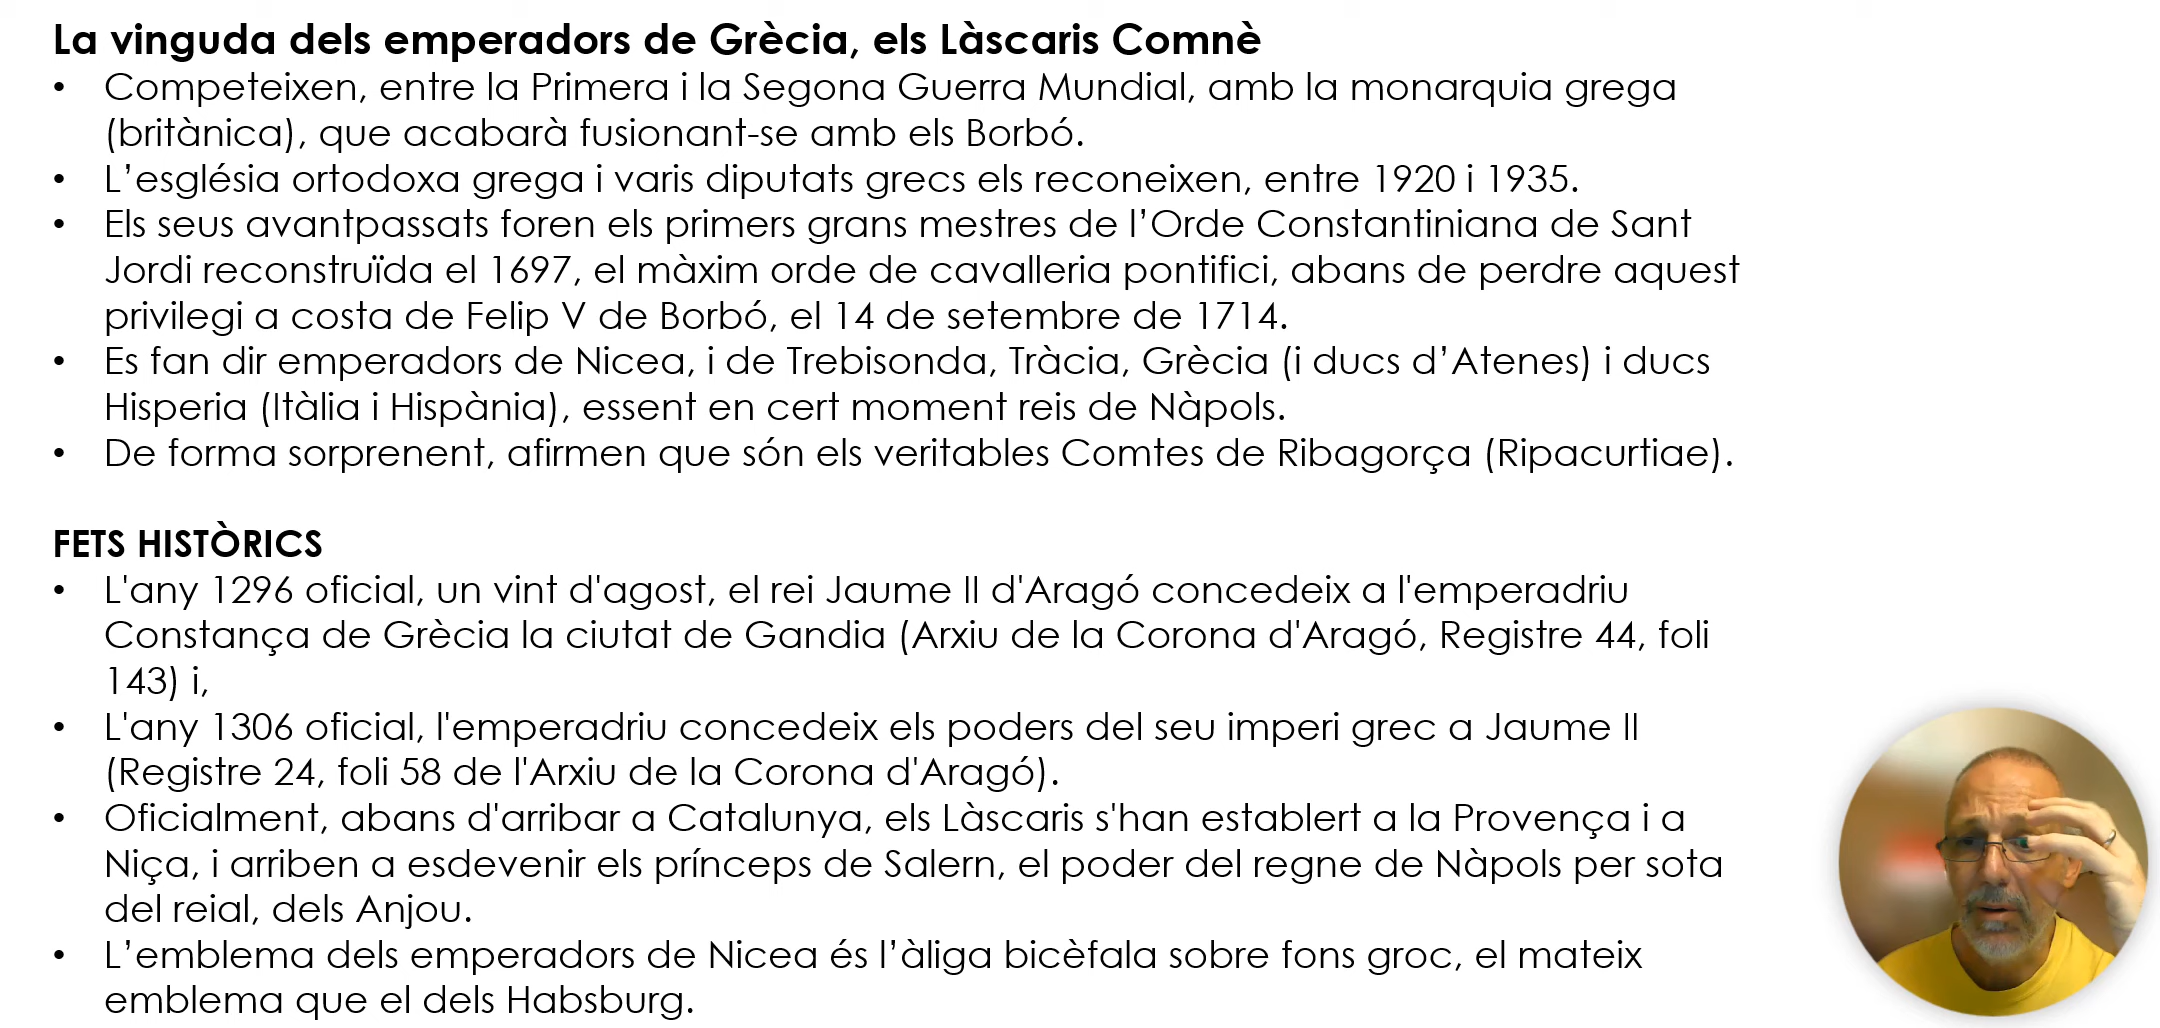 La vinguda dels emperadors de Grècia, els Làscaris Comnè
• Competeixen, entre la Primera i la Segona Guerra Mundial, amb la monarquia grega
(britànica), que acabarà fusionant-se amb els Borbó.
• L’església ortodoxa grega i varis diputats grecs els reconeixen, entre 1920 i 1935.
• Els seus avantpassats foren els primers grans mestres de l’Orde Constantiniana de Sant
Jordi reconstruïda el 1697, el màxim orde de cavalleria pontifici, abans de perdre aquest
privilegi a costa de Felip V de Borbó, el 14 de setembre de 1714.
• Es fan dir emperadors de Nicea, i de Trebisonda, Tràcia, Grècia (i ducs d’Atenes) i ducs
Hisperia (Itàlia i Hispània), essent en cert moment reis de Nàpols.
• De forma sorprenent, afirmen que són els veritables Comtes de Ribagorça (Ripacurtiae).
FETS HISTÒRICS
• L'any 1296 oficial, un vint d'agost, el rei Jaume II d'Aragó concedeix a l'emperadriu
Constança de Grècia la ciutat de Gandia (Arxiu de la Corona d'Aragó, Registre 44, foli
143) i,
• L'any 1306 oficial, l'emperadriu concedeix els poders del seu imperi grec a Jaume II
(Registre 24, foli 58 de l'Arxiu de la Corona d'Aragó).
• Oficialment, abans d'arribar a Catalunya, els Làscaris s'han establert a la Provença i a
Niça, i arriben a esdevenir els prínceps de Salern, el poder del regne de Nàpols per sota
del reial, dels Anjou.
• L’emblema dels emperadors de Nicea és l’àliga bicèfala sobre fons groc, el mateix
emblema que el dels Habsburg.